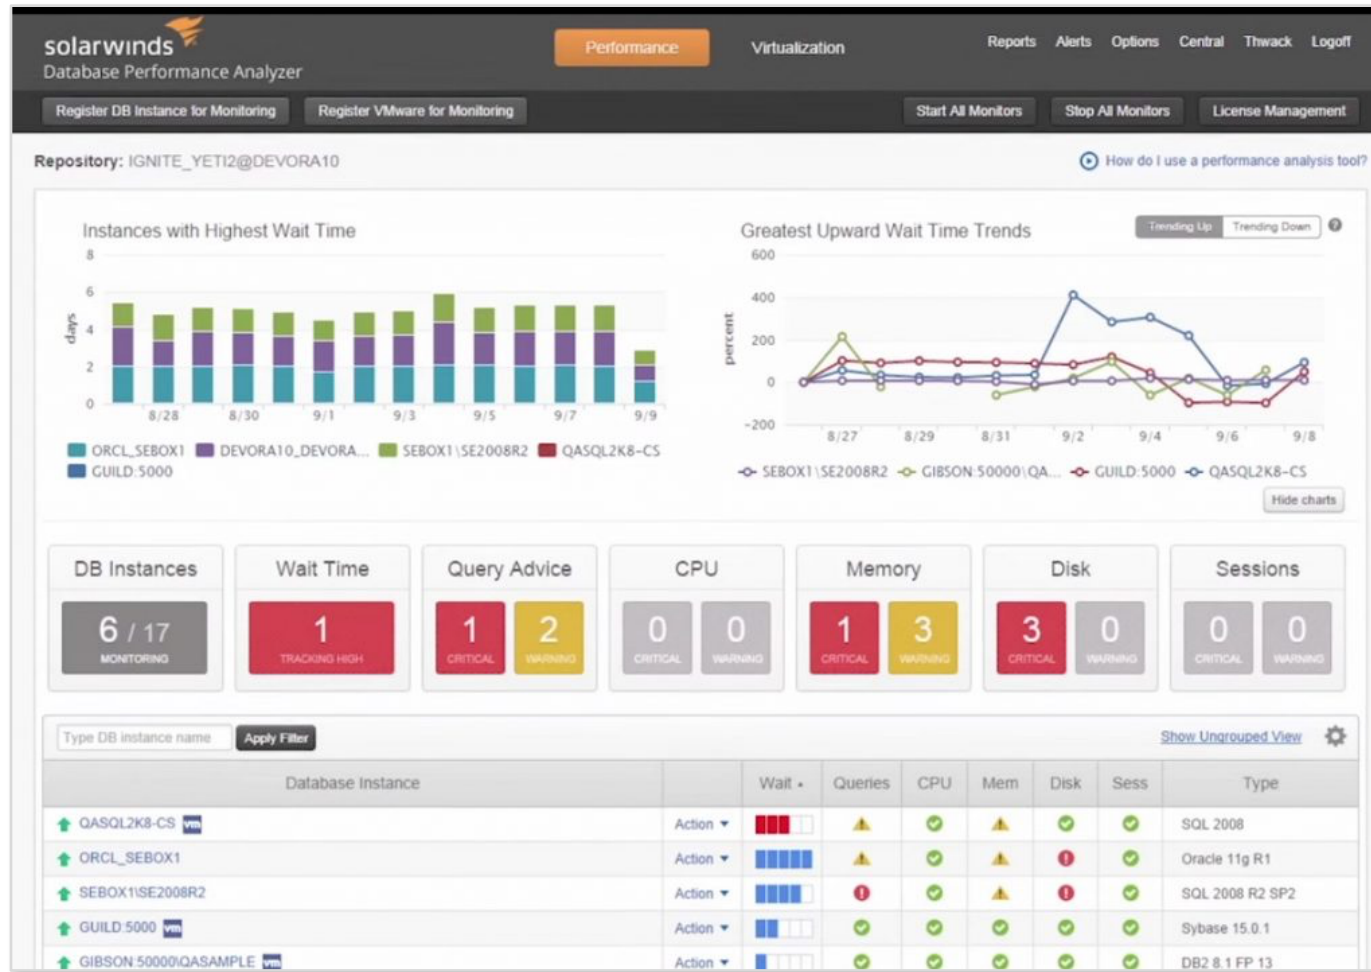 solarwinds
Database Performance Analyzer
Performance
Virtualization
Reports Alerts Options Central Thwack Logoff
Register DB Instance for Monitoring
Register VMware for Monitoring
Start All Monitors
Stop All Monitors
License Management
Repository: IGNITE_YETI2@DEVORA10
How do I use a performance analysis tool?
Instances with Highest Wait Time
8
6
4
2
0
days
8/28 8/30 9/1 9/3 9/5 9/7 9/9
ORCL_SEBOX1 DEVORA10_DEVORA... SEBOX1\SE2008R2 QASQL2K8-CS
GUILD:5000
Greatest Upward Wait Time Trends
Trending Up Trending Down ?
600
400
200
0
-200
percent
8/27 8/29 8/31 9/2 9/4 9/6 9/8
SEBOX1\SE2008R2 GIBSON:50000\QA... GUILD:5000 QASQL2K8-CS
Hide charts
DB Instances
6 / 17
MONITORING
Wait Time
1
TRACKING HIGH
Query Advice
1 2
CRITICAL WARNING
CPU
0 0
CRITICAL WARNING
Memory
1 3
CRITICAL WARNING
Disk
3 0
CRITICAL WARNING
Sessions
0 0
CRITICAL WARNING
Type DB instance name Apply Filter Show Ungrouped View
Database Instance Wait Queries CPU Mem Disk Sess Type
QASQL2K8-CS vm Action SQL 2008
ORCL_SEBOX1 Action Oracle 11g R1
SEBOX1\SE2008R2 Action SQL 2008 R2 SP2
GUILD:5000 vm Action Sybase 15.0.1
GIBSON:50000\QASAMPLE vm Action DB2 8.1 FP 13